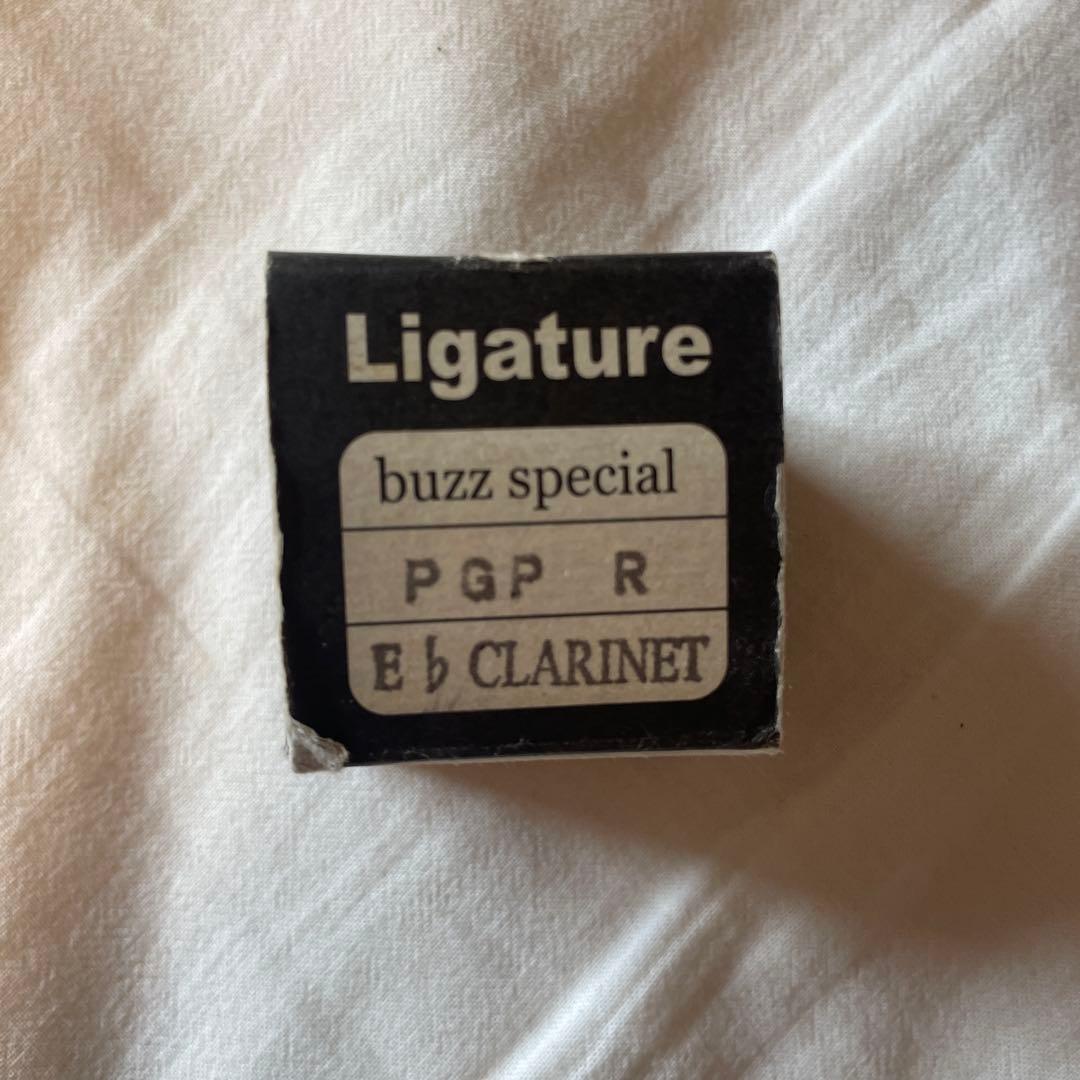 Ligature
buzz special
PGP R
E♭ CLARINET